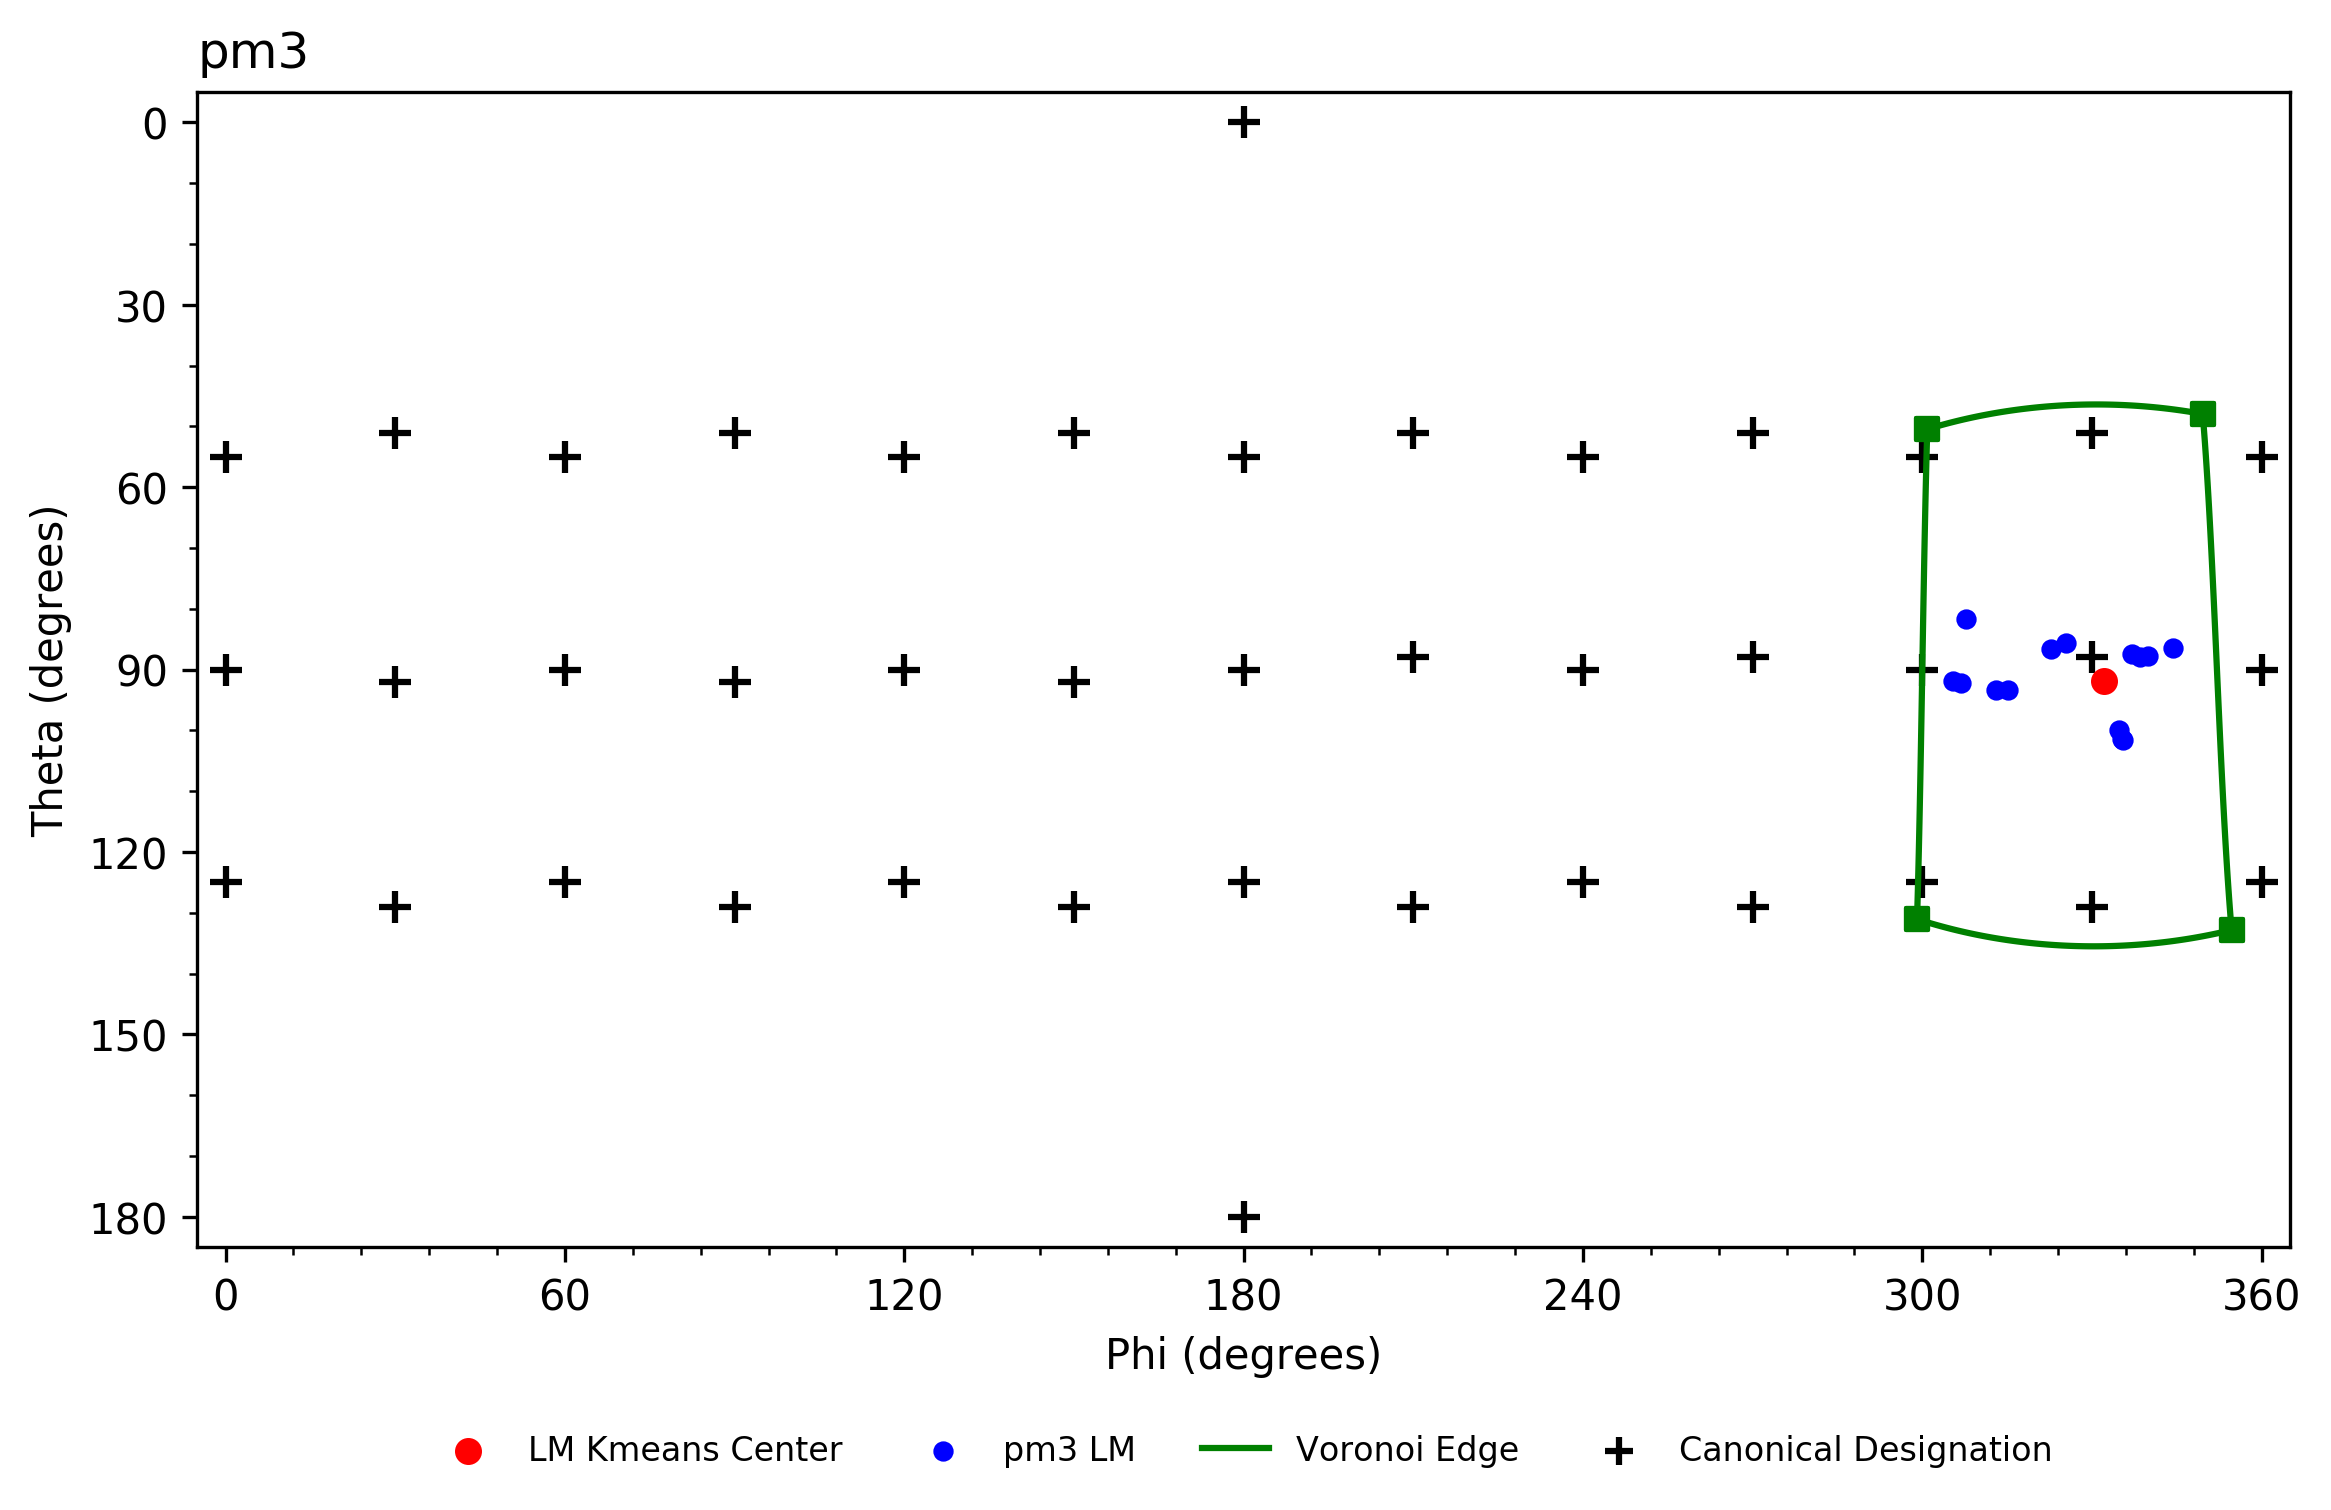 pm3
0
30
60
90
120
150
180
Theta (degrees)
0 60 120 180 240 300 360
Phi (degrees)
LM Kmeans Center pm3 LM Voronoi Edge Canonical Designation